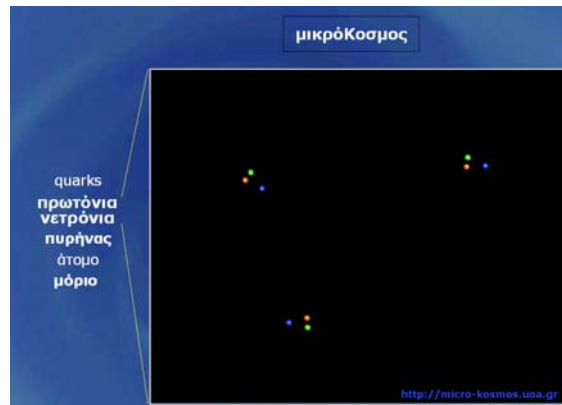 μικρόΚοσμος
quarks
πρωτόνια
νετρόνια
πυρήνας
άτομο
μόριο
http://micro-kosmos.uoa.gr